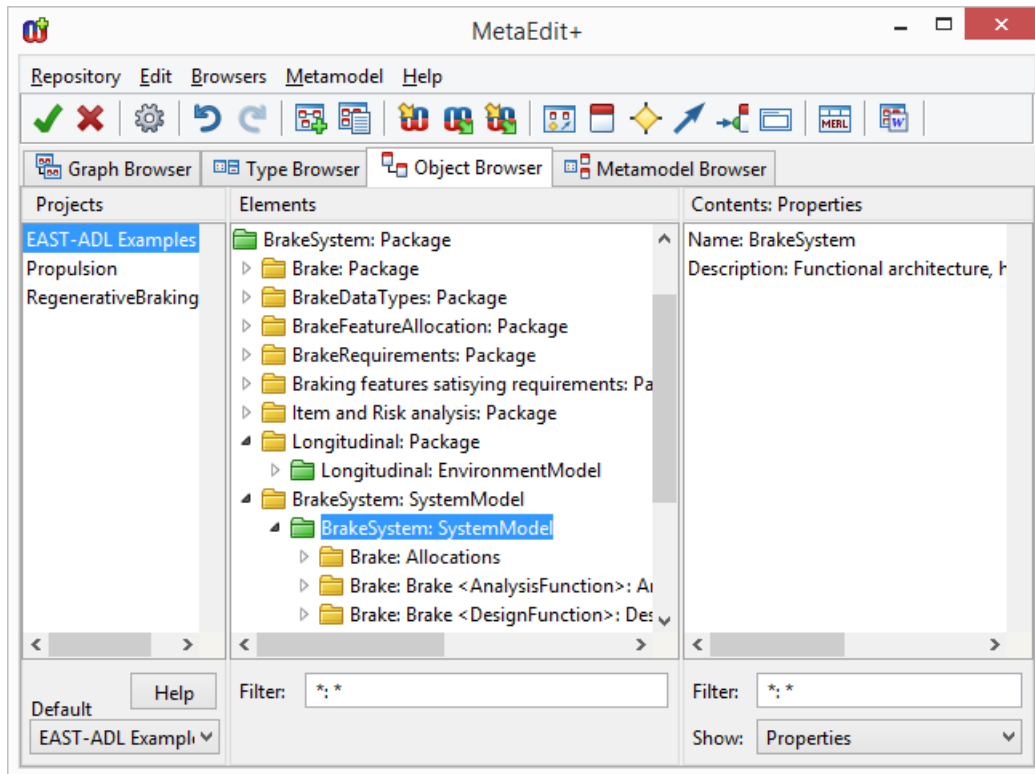 MetaEdit+
Repository Edit Browsers Metamodel Help
MERL
W
Graph Browser Type Browser Object Browser Metamodel Browser
Projects Elements Contents: Properties
EAST-ADL Examples BrakeSystem: Package Name: BrakeSystem
Propulsion Brake: Package Description: Functional architecture, h
RegenerativeBraking BrakeDataTypes: Package
BrakeFeatureAllocation: Package
BrakeRequirements: Package
Braking features satisying requirements: Pa
Item and Risk analysis: Package
Longitudinal: Package
Longitudinal: EnvironmentModel
BrakeSystem: SystemModel
BrakeSystem: SystemModel
Brake: Allocations
Brake: Brake <AnalysisFunction>: A
Brake: Brake <DesignFunction>: Des
Help Filter: *: * Filter: *: *
Default
EAST-ADL Exampl Show: Properties